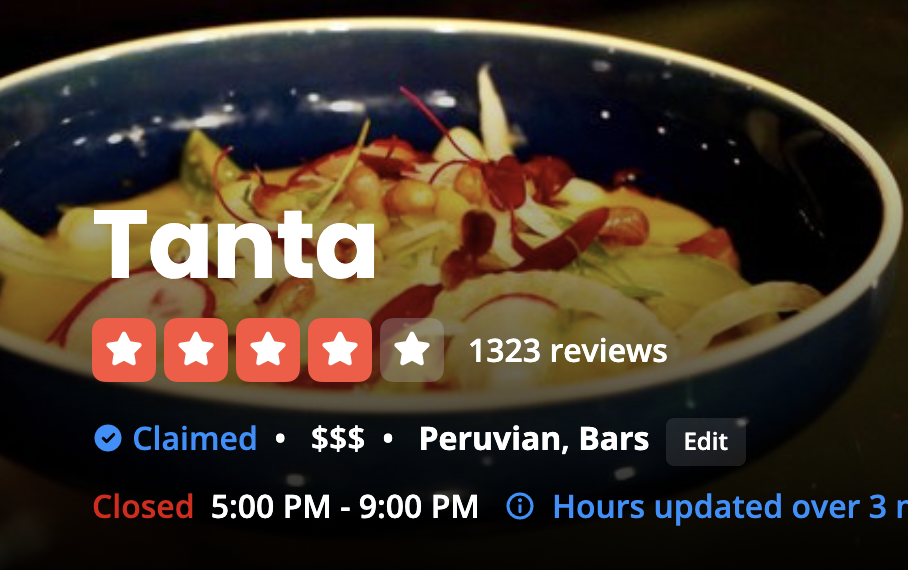 Tanta
1323 reviews
Claimed • $$$ • Peruvian, Bars Edit
Closed 5:00 PM - 9:00 PM Hours updated over 3